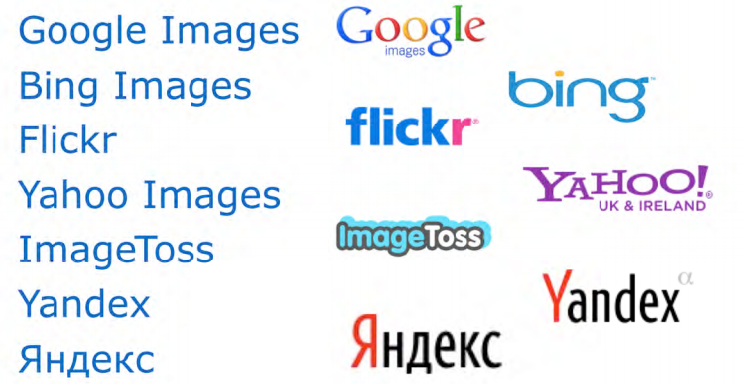 Google Images
Bing Images
Flickr
Yahoo Images
ImageToss
Yandex
Яндекс
Google
images
bing™
flickr®
YAHOO!®
UK & IRELAND
ImageToss
Yandex α
Яндекс